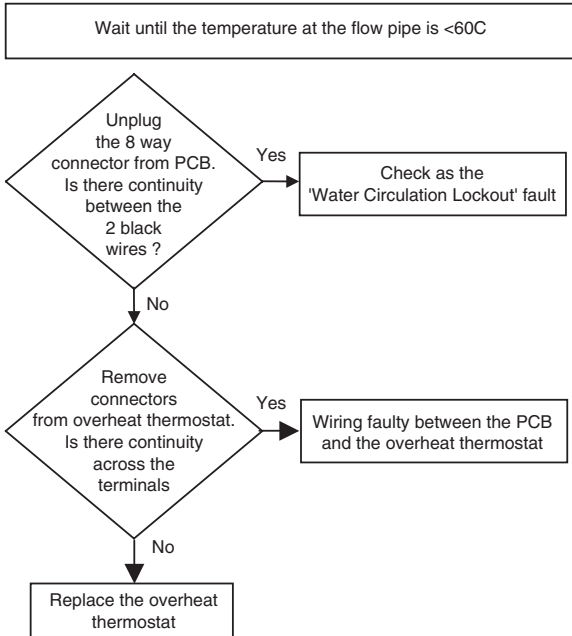 Wait until the temperature at the flow pipe is <60C
Unplug
the 8 way
connector from PCB.
Is there continuity
between the
2 black
wires ?
Yes
Check as the
'Water Circulation Lockout' fault
No
Remove
connectors
from overheat thermostat.
Is there continuity
across the
terminals
Yes
Wiring faulty between the PCB
and the overheat thermostat
No
Replace the overheat
thermostat